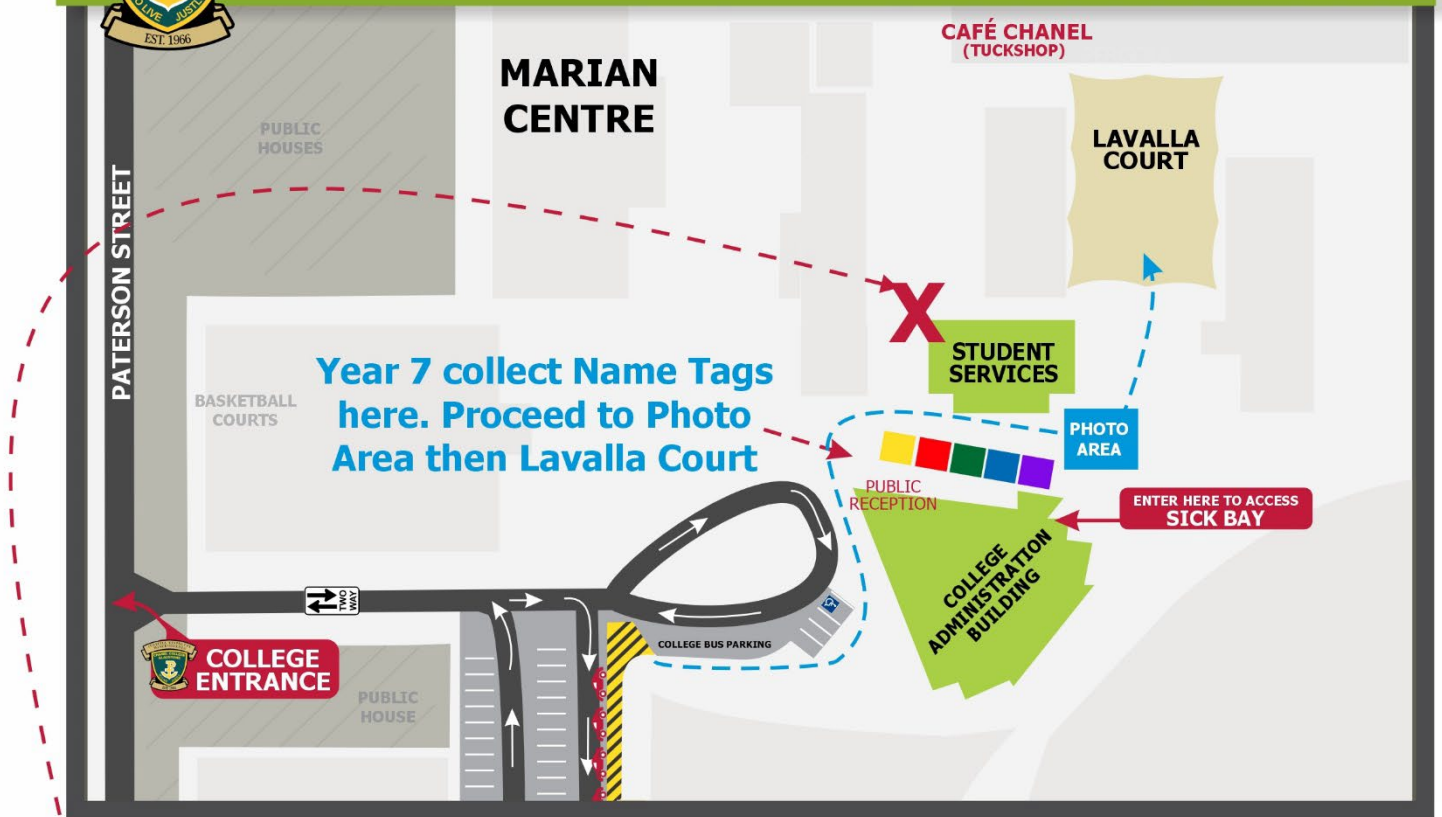 O LIVE JUSTL
EST. 1966
CAFÉ CHANEL
(TUCKSHOP)
MARIAN
CENTRE
PUBLIC
HOUSES
LAVALLA
COURT
PATERSON STREET
STUDENT
SERVICES
Year 7 collect Name Tags
here. Proceed to Photo
Area then Lavalla Court
BASKETBALL
COURTS
X
PHOTO
AREA
PUBLIC
RECEPTION
ENTER HERE TO ACCESS
SICK BAY
COLLEGE
ADMINISTRATION
BUILDING
TWO
WAY
COLLEGE BUS PARKING
COLLEGE
ENTRANCE
PUBLIC
HOUSE